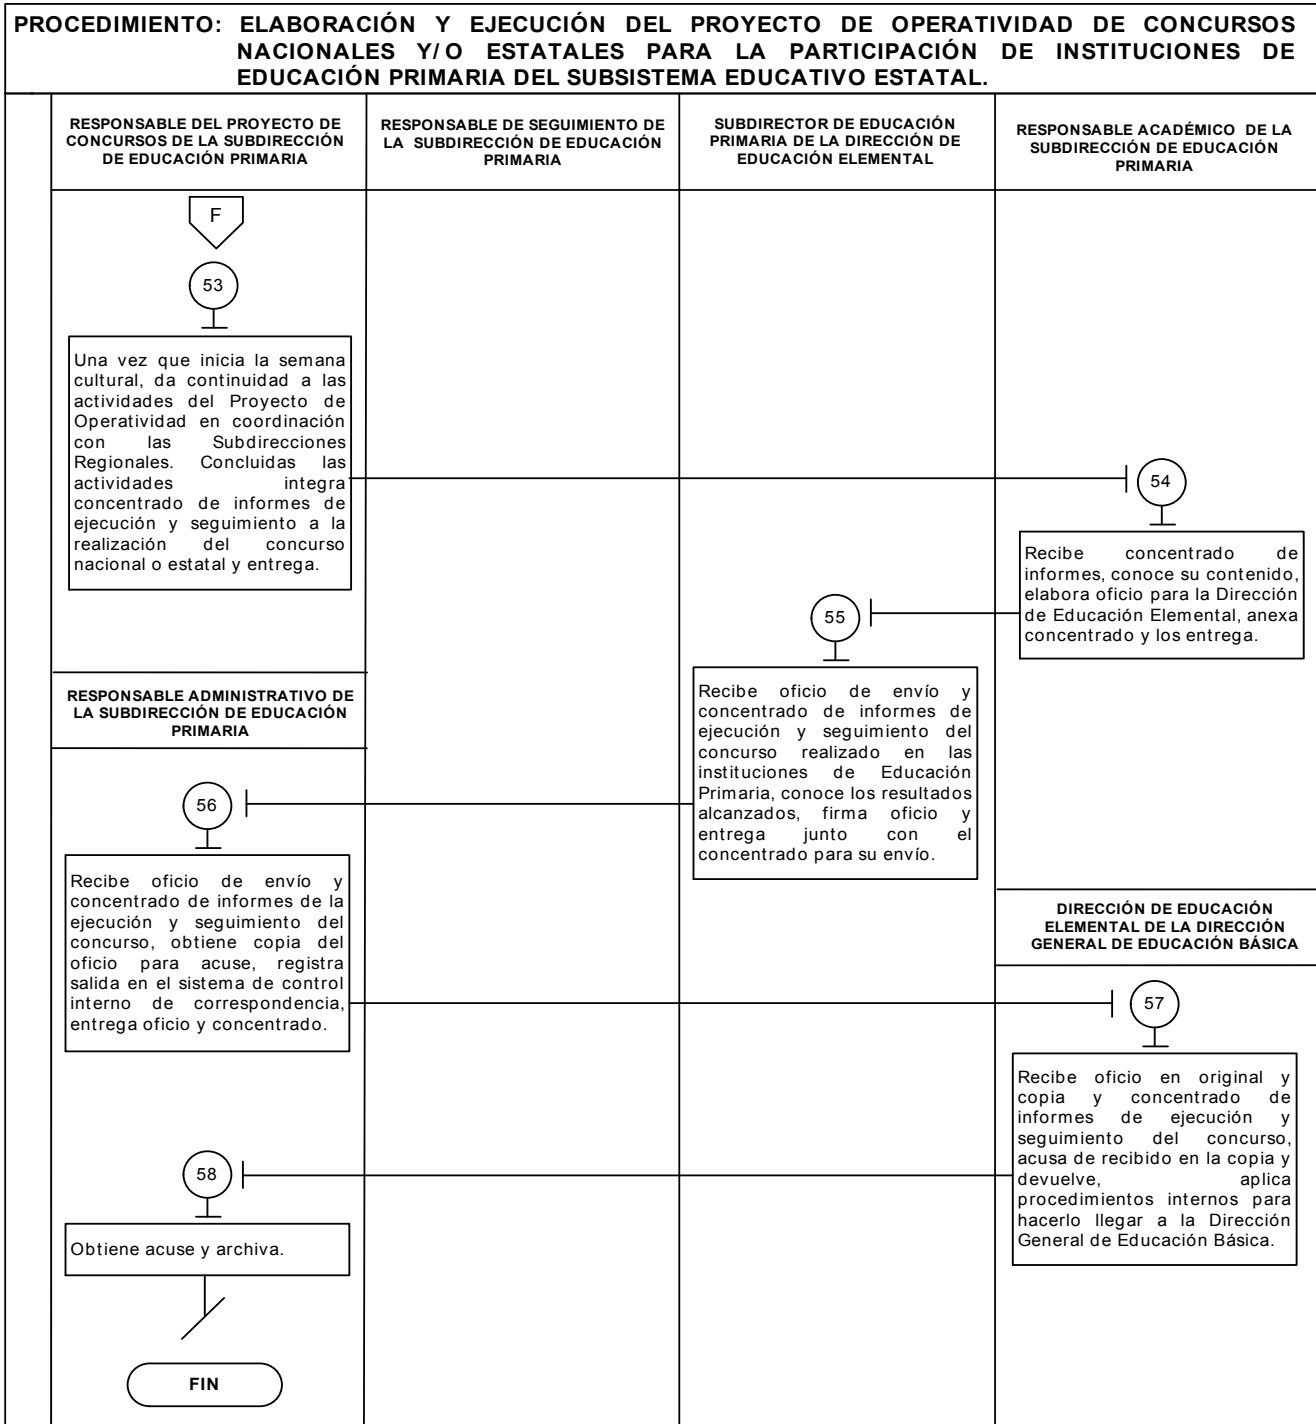 PROCEDIMIENTO: ELABORACIÓN Y EJECUCIÓN DEL PROYECTO DE OPERATIVIDAD DE CONCURSOS
NACIONALES Y/ O ESTATALES PARA LA PARTICIPACIÓN DE INSTITUCIONES DE
EDUCACIÓN PRIMARIA DEL SUBSISTEMA EDUCATIVO ESTATAL.
RESPONSABLE DEL PROYECTO DE
CONCURSOS DE LA SUBDIRECCIÓN
DE EDUCACIÓN PRIMARIA
RESPONSABLE DE SEGUIMIENTO DE
LA SUBDIRECCIÓN DE EDUCACIÓN
PRIMARIA
SUBDIRECTOR DE EDUCACIÓN
PRIMARIA DE LA DIRECCIÓN DE
EDUCACIÓN ELEMENTAL
RESPONSABLE ACADÉMICO DE LA
SUBDIRECCIÓN DE EDUCACIÓN
PRIMARIA
F
53
Una vez que inicia la semana
cultural, da continuidad a las
actividades del Proyecto de
Operatividad en coordinación
con las Subdirecciones
Regionales. Concluidas las
actividades integra
concentrado de informes de
ejecución y seguimiento a la
realización del concurso
nacional o estatal y entrega.
54
Recibe concentrado de
informes, conoce su contenido,
elabora oficio para la Dirección
de Educación Elemental, anexa
concentrado y los entrega.
55
Recibe oficio de envío y
concentrado de informes de
ejecución y seguimiento del
concurso realizado en las
instituciones de Educación
Primaria, conoce los resultados
alcanzados, firma oficio y
entrega junto con el
concentrado para su envío.
RESPONSABLE ADMINISTRATIVO DE
LA SUBDIRECCIÓN DE EDUCACIÓN
PRIMARIA
56
Recibe oficio de envío y
concentrado de informes de la
ejecución y seguimiento del
concurso, obtiene copia del
oficio para acuse, registra
salida en el sistema de control
interno de correspondencia,
entrega oficio y concentrado.
DIRECCIÓN DE EDUCACIÓN
ELEMENTAL DE LA DIRECCIÓN
GENERAL DE EDUCACIÓN BÁSICA
57
Recibe oficio en original y
copia y concentrado de
informes de ejecución y
seguimiento del concurso,
acusa de recibido en la copia y
devuelve, aplica
procedimientos internos para
hacerlo llegar a la Dirección
General de Educación Básica.
58
Obtiene acuse y archiva.
FIN